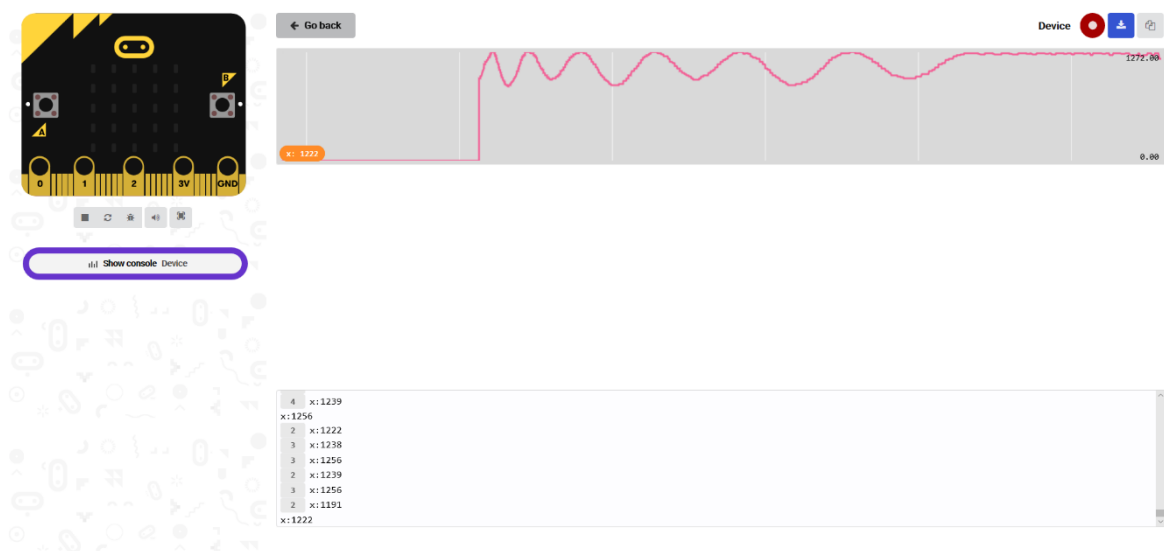 Go back
Device
B
A
0 1 2 3V GND
Show console Device
1272.00
x: 1222
0.00
4 x:1239
x:1256
2 x:1222
3 x:1238
3 x:1256
2 x:1239
3 x:1256
2 x:1191
x:1222